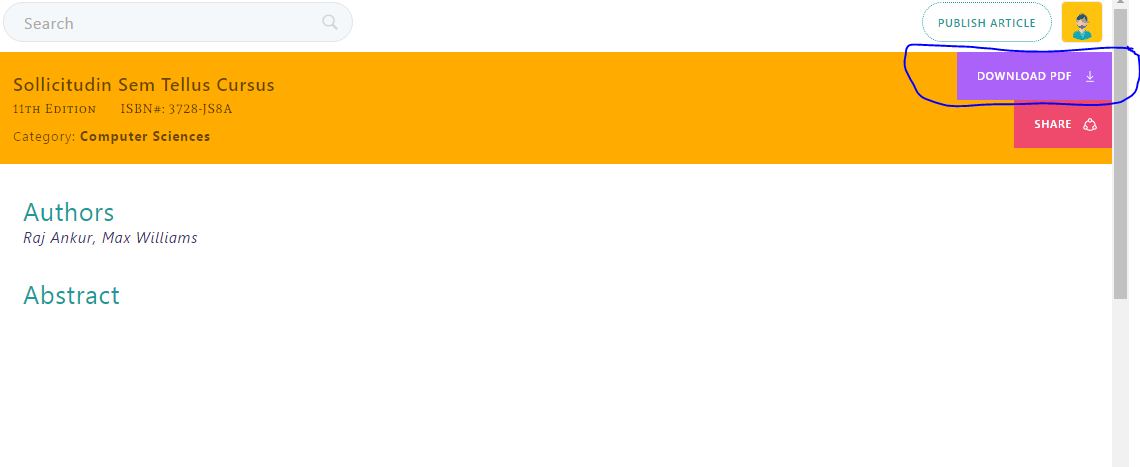 Search
PUBLISH ARTICLE
Sollicitudin Sem Tellus Cursus
11th Edition ISBN#: 3728-JS8A
Category: Computer Sciences
DOWNLOAD PDF
SHARE
Authors
Raj Ankur, Max Williams
Abstract